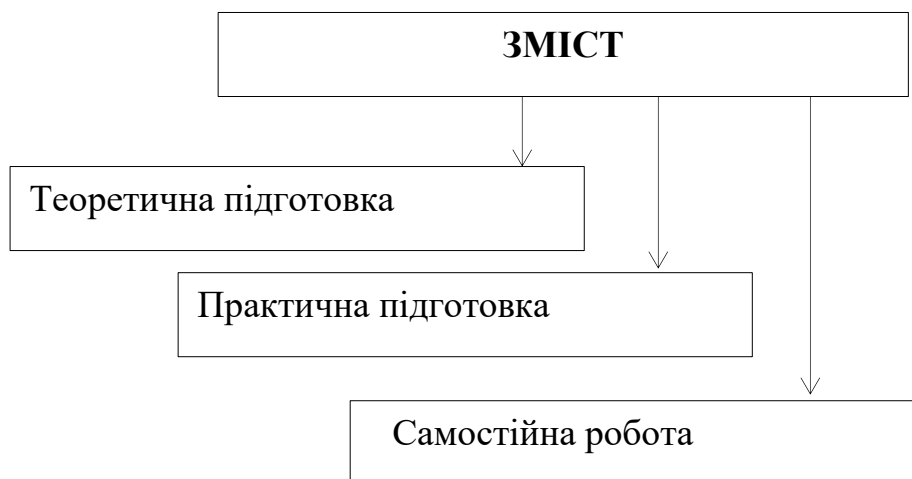 ЗМІСТ
Теоретична підготовка
Практична підготовка
Самостійна робота